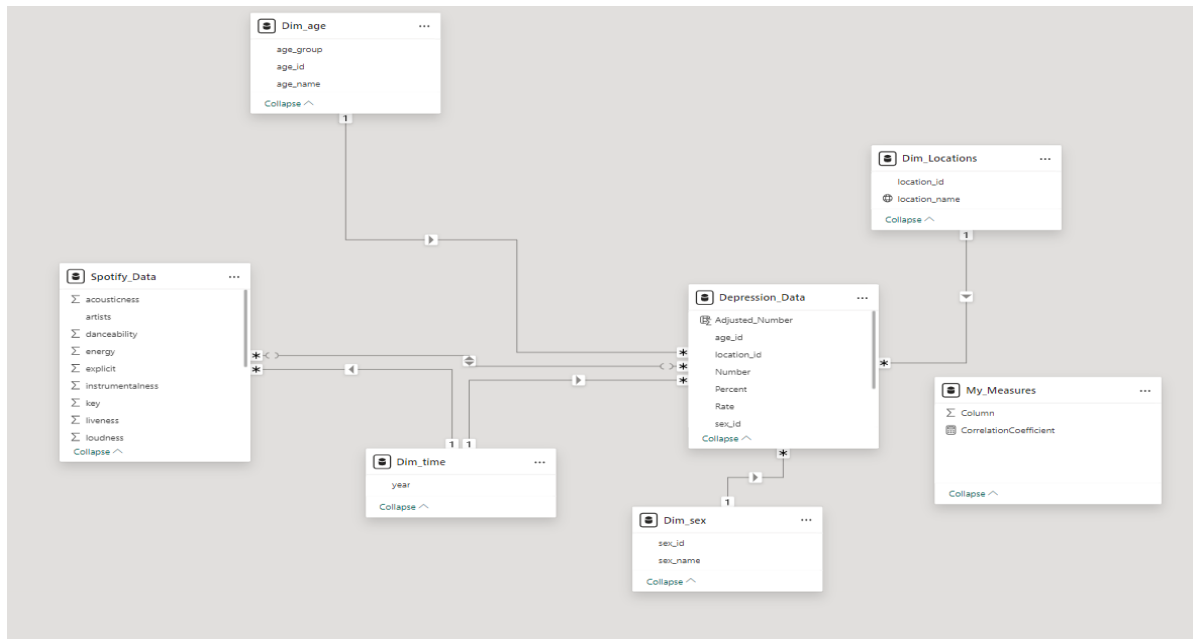 Dim_age ...
age_group
age_id
age_name
Collapse
1
Dim_Locations ...
location_id
location_name
Collapse
1
Spotify_Data ...
Σ acousticness
artists
Σ danceability
Σ energy
Σ explicit
Σ instrumentalness
Σ key
Σ liveness
Σ loudness
Collapse
*
*
Depression_Data ...
Adjusted_Number
age_id
location_id
Number
Percent
Rate
sex_id
Collapse
*
*
*
*
*
My_Measures ...
Σ Column
CorrelationCoefficient
Collapse
1 1
Dim_time ...
year
Collapse
1
Dim_sex ...
sex_id
sex_name
Collapse